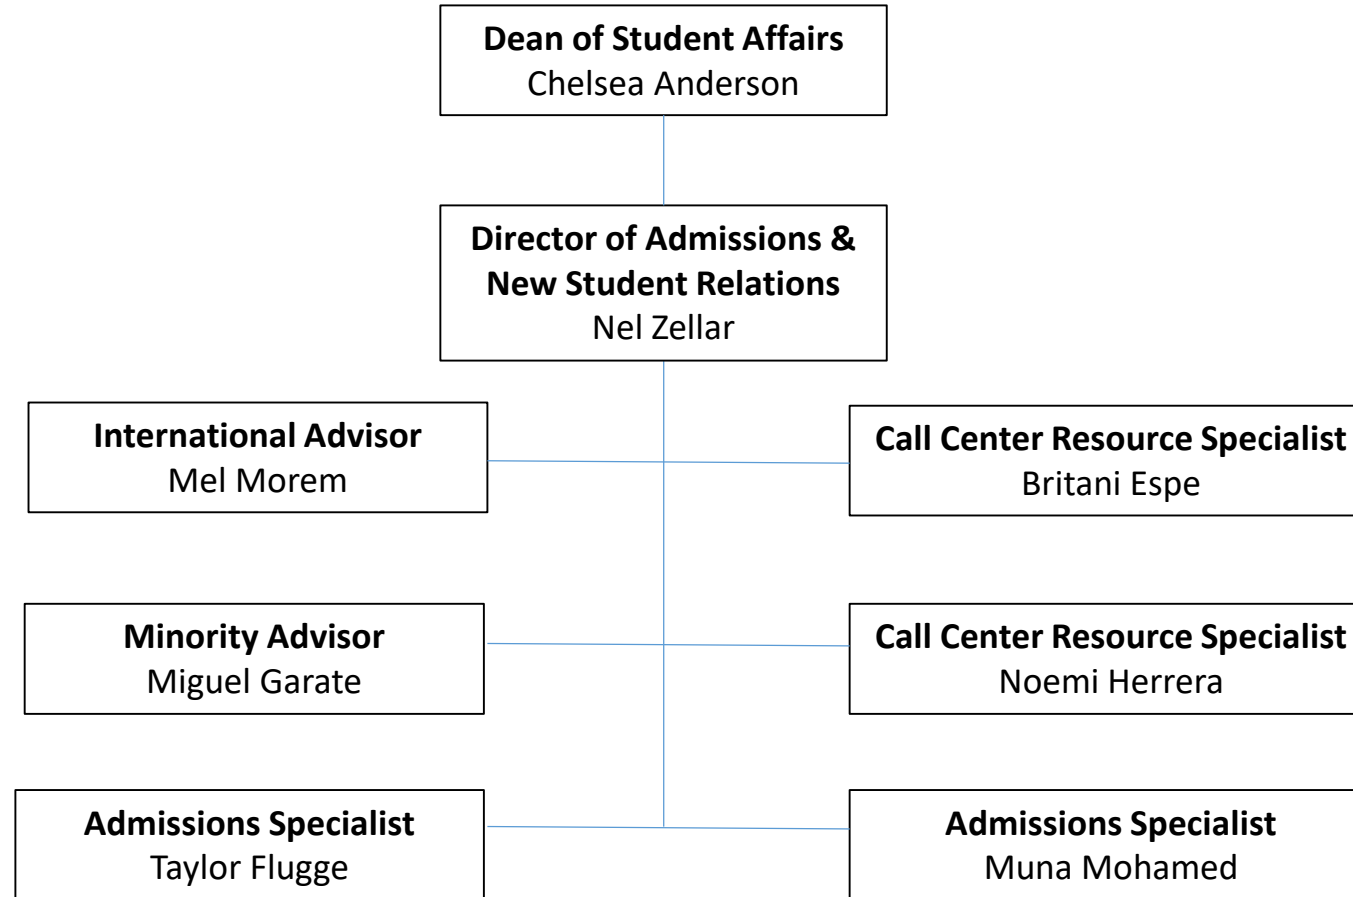 Dean of Student Affairs
Chelsea Anderson
Director of Admissions &
New Student Relations
Nel Zellar
International Advisor
Mel Morem
Call Center Resource Specialist
Britani Espe
Minority Advisor
Miguel Garate
Call Center Resource Specialist
Noemi Herrera
Admissions Specialist
Taylor Flugge
Admissions Specialist
Muna Mohamed